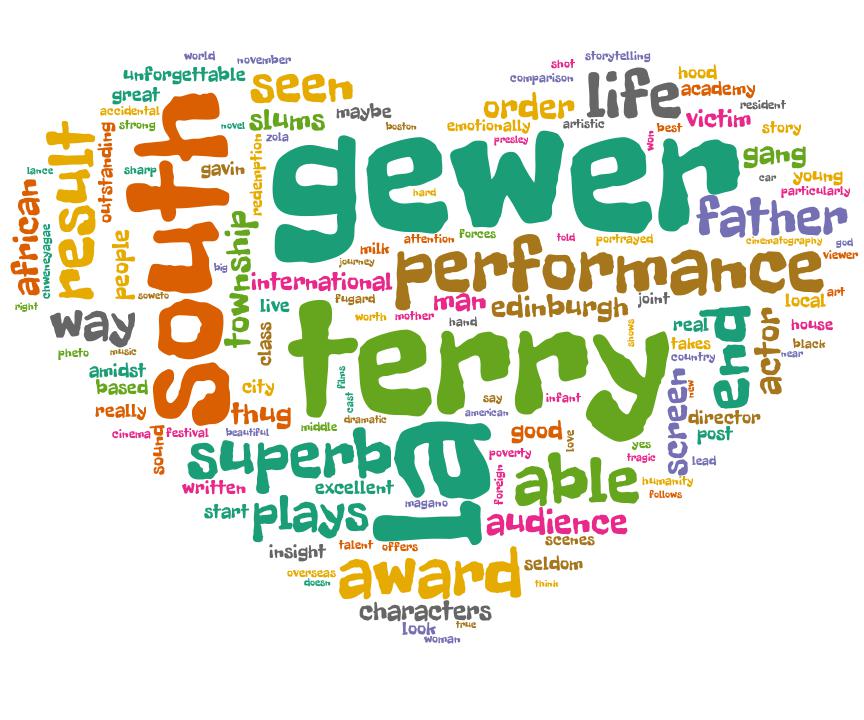 world
november
unforgettable
seen
great
accidental
strong
novel
slums
maybe
boston
zola
storytelling
shot
comparison
hood
life
academy
order
resident
emotionally
artistic
best
victim
story
won
presley
gewer
gang
car
young
particularly
lance
african
chweneyagae
result
outstanding
sharp
south
gavin
redemption
hard
father
attention
forces
told
portrayed
cinematography
god
viewer
people
township
big
milk
journey
international
performance
soweto
right
way
live
fugard
man
edinburgh
joint
local
art
worth
mother
hand
shows
real
end
actor
house
pheto
music
class
terry
takes
black
country
near
amidst
based
city
films
cast
say
infant
screen
new
really
thug
middle
dramatic
american
director
cinema
festival
beautiful
sound
superb
la
good
love
yes
post
poverty
tragic
lead
written
excellent
foreign
able
humanity
follows
start
plays
magano
audience
insight
talent
offers
scenes
overseas
doesn
award
seldom
think
characters
look
true
woman